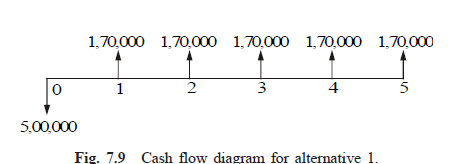 1,70,000 1,70,000 1,70,000 1,70,000 1,70,000
0 1 2 3 4 5
5,00,000
Fig. 7.9 Cash flow diagram for alternative 1.